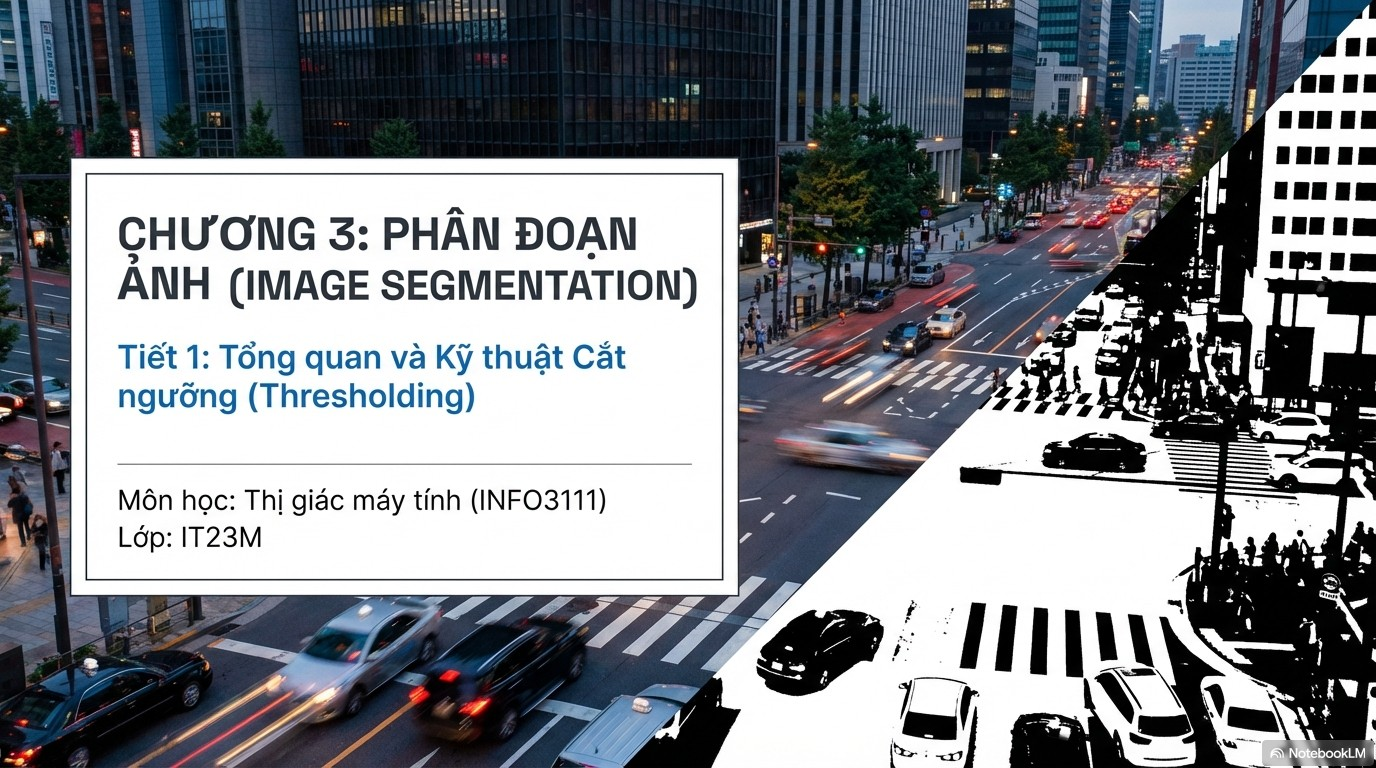 CHƯƠNG 3: PHÂN ĐOẠN
ẢNH (IMAGE SEGMENTATION)
Tiết 1: Tổng quan và Kỹ thuật Cắt
ngưỡng (Thresholding)
Môn học: Thị giác máy tính (INFO3111)
Lớp: IT23M
NotebookLM